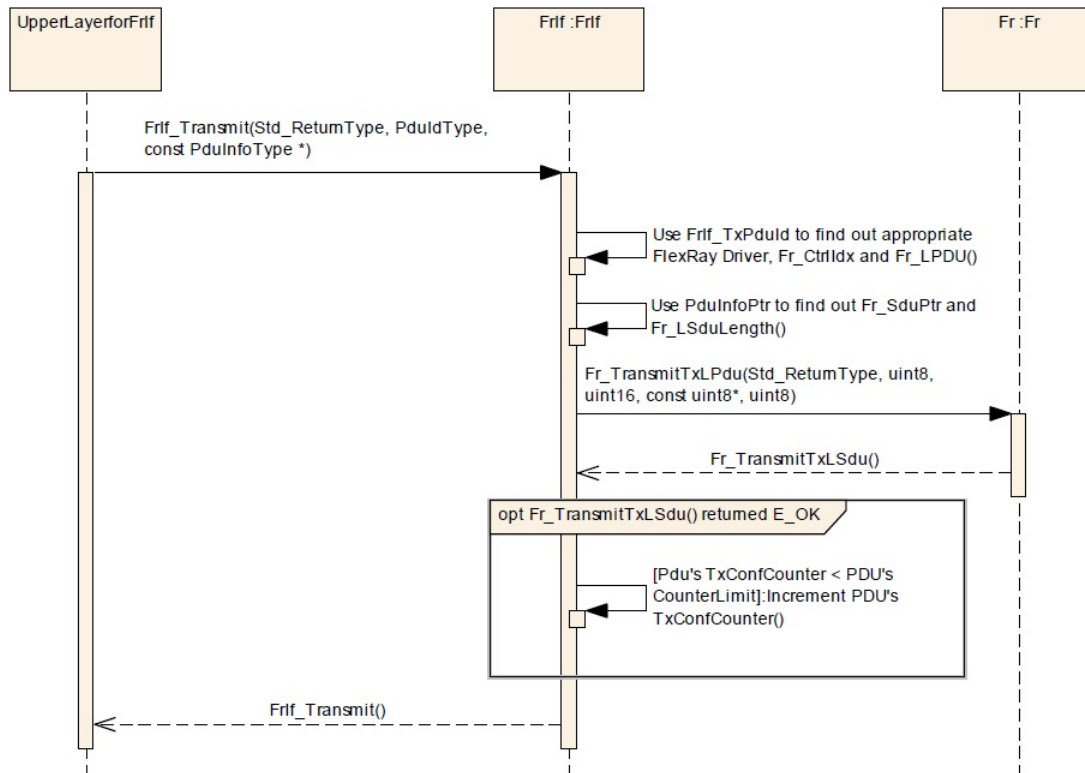 UpperLayerforFrIf
FrIf :FrIf
Fr :Fr
FrIf_Transmit(Std_ReturnType, PduIdType,
const PduInfoType *)
Use FrIf_TxPduId to find out appropriate
FlexRay Driver, Fr_CtrlIdx and Fr_LPDU()
Use PduInfoPtr to find out Fr_SduPtr and
Fr_LSduLength()
Fr_TransmitTxLPdu(Std_ReturnType, uint8,
uint16, const uint8*, uint8)
Fr_TransmitTxLSdu()
opt Fr_TransmitTxLSdu() returned E_OK
[Pdu's TxConfCounter < PDU's
CounterLimit]:Increment PDU's
TxConfCounter()
FrIf_Transmit()